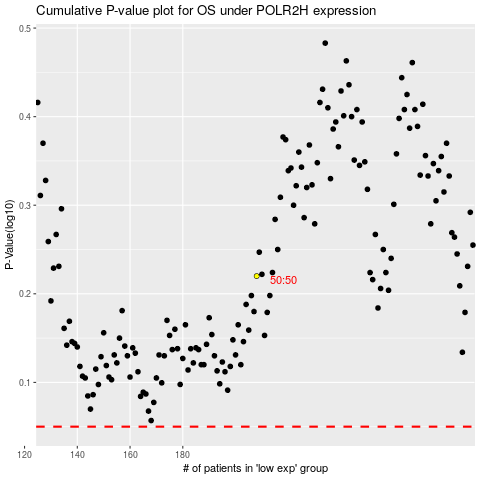 Cumulative P-value plot for OS under POLR2H expression
P-Value(log10)
0.5
0.4
0.3
0.2
0.1
50:50
120 140 160 180
# of patients in 'low exp' group